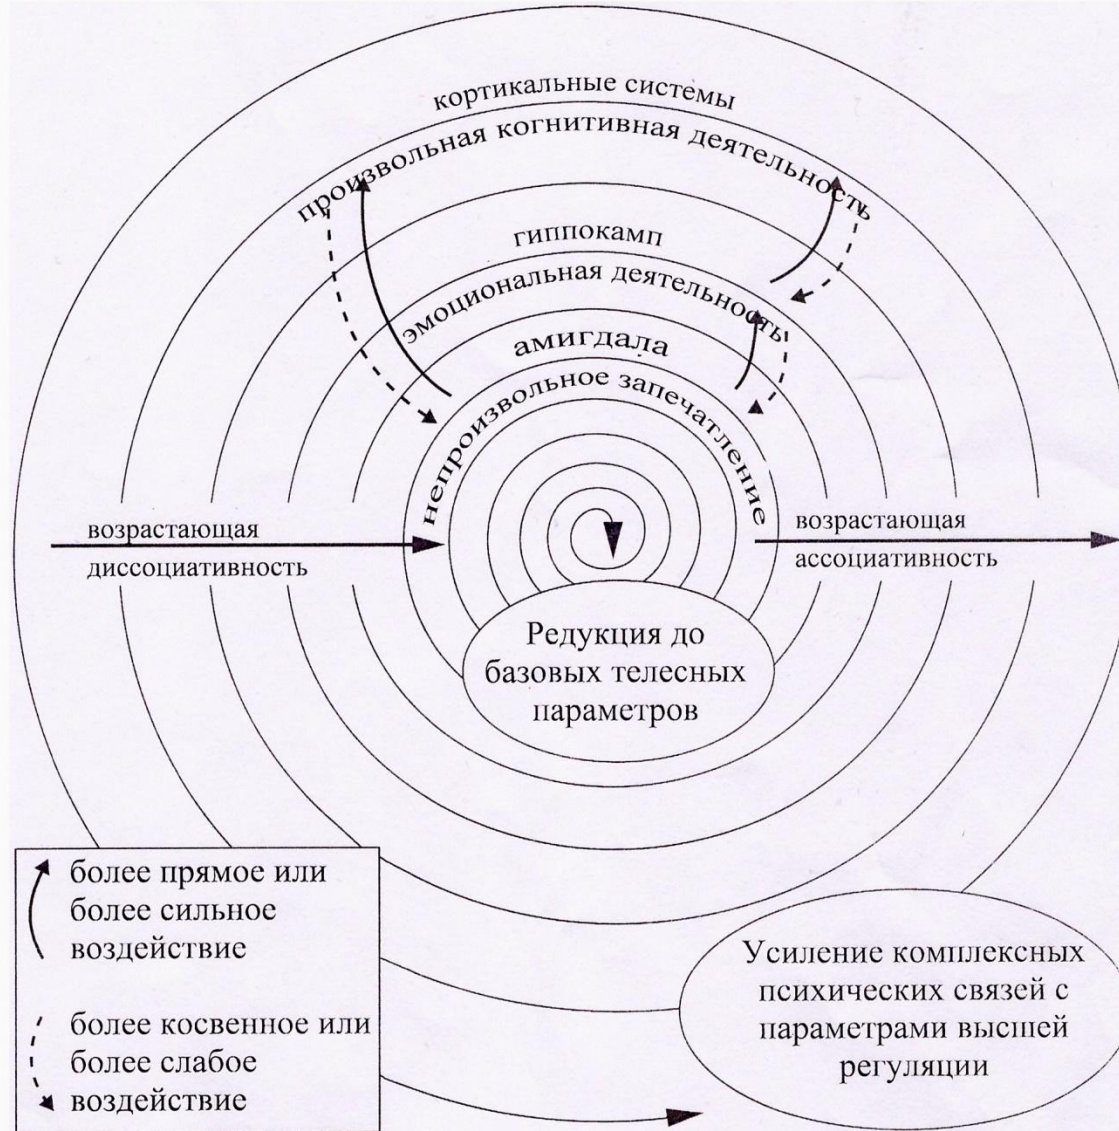 кортикальные системы
произвольная когнитивная деятельность
гиппокамп
эмоциональная деятельность
амигдала
непроизвольное запечатление
возрастающая
диссоциативность
возрастающая
ассоциативность
Редукция до
базовых телесных
параметров
более прямое или
более сильное
воздействие
более косвенное или
более слабое
воздействие
Усиление комплексных
психических связей с
параметрами высшей
регуляции